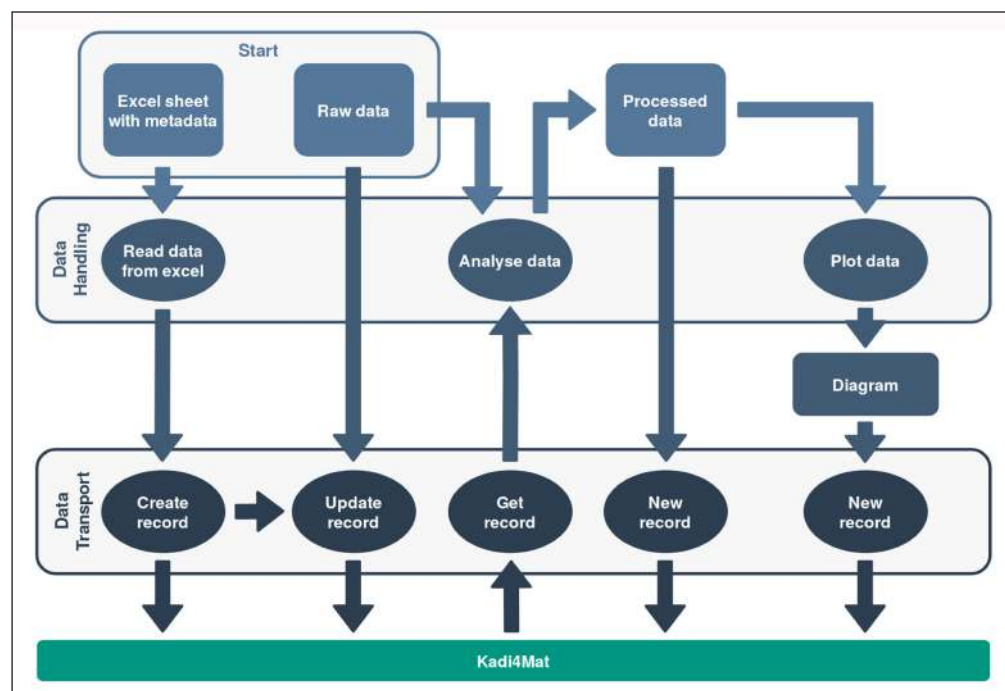 Start
Excel sheet
with metadata
Raw data
Processed
data
Data
Handling
Read data
from excel
Analyse data
Plot data
Diagram
Data
Transport
Create
record
Update
record
Get
record
New
record
New
record
Kadi4Mat